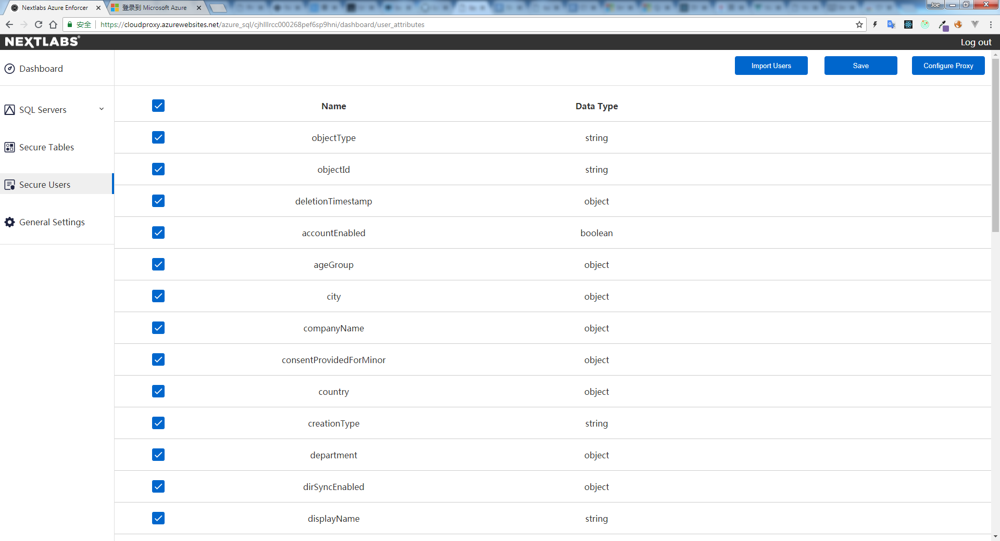 Nextlabs Azure Enforcer
登录到 Microsoft Azure
Joe
安全
https://cloudproxy.azurewebsites.net/azure_sql/cjhlllrcc000268pef6sp9hni/dashboard/user_attributes
NEXTLABS®
Log out
Dashboard
SQL Servers
Secure Tables
Secure Users
General Settings
Import Users
Save
Configure Proxy
Name Data Type
objectType string
objectId string
deletionTimestamp object
accountEnabled boolean
ageGroup object
city object
companyName object
consentProvidedForMinor object
country object
creationType string
department object
dirSyncEnabled object
displayName string